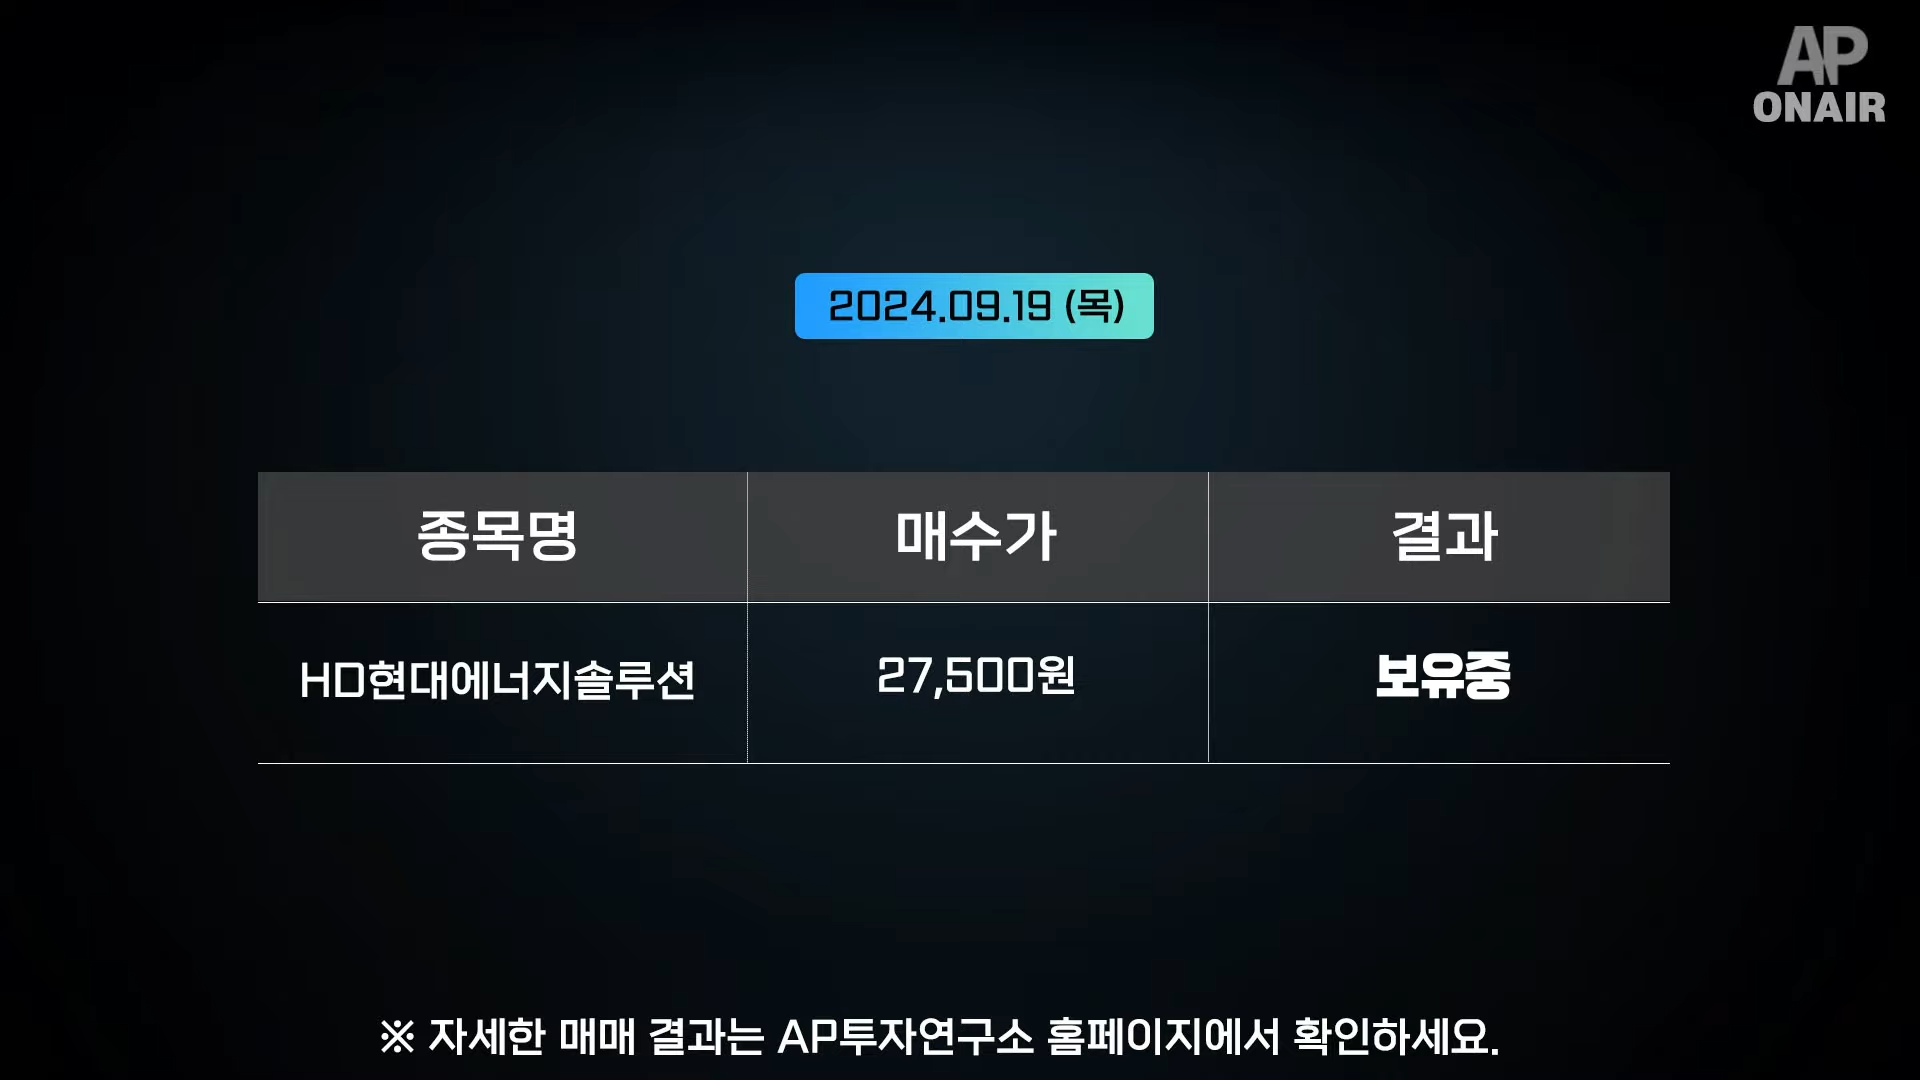 AP
ONAIR
2024.09.19 (목)
종목명 매수가 결과
HD현대에너지솔루션 27,500원 보유중
※ 자세한 매매 결과는 AP투자연구소 홈페이지에서 확인하세요.